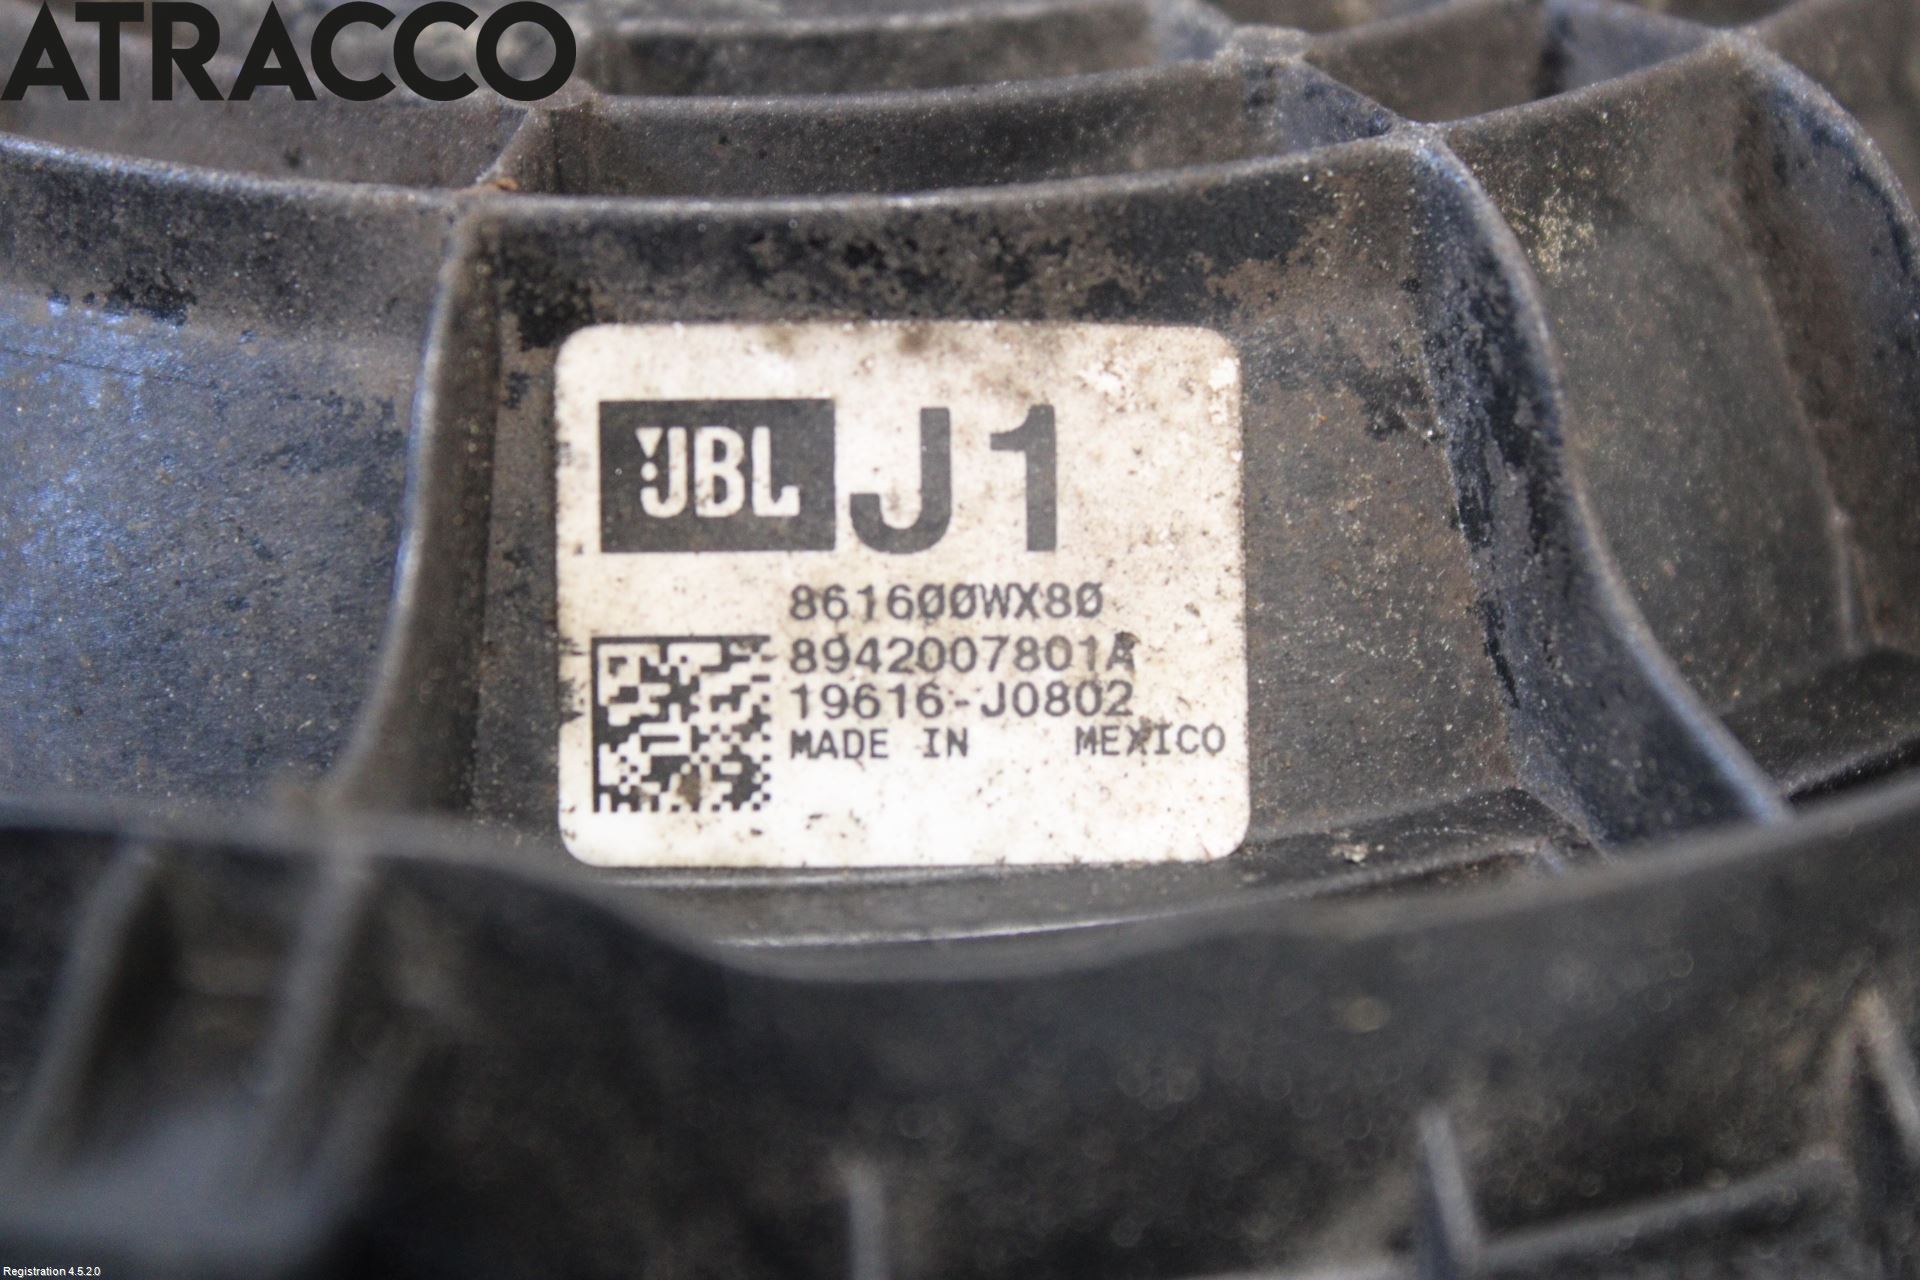 ATRACCO
JBL J1
861600WX80
8942007801A
19616-J0802
MADE IN MEXICO
Registration 4.5.2.0